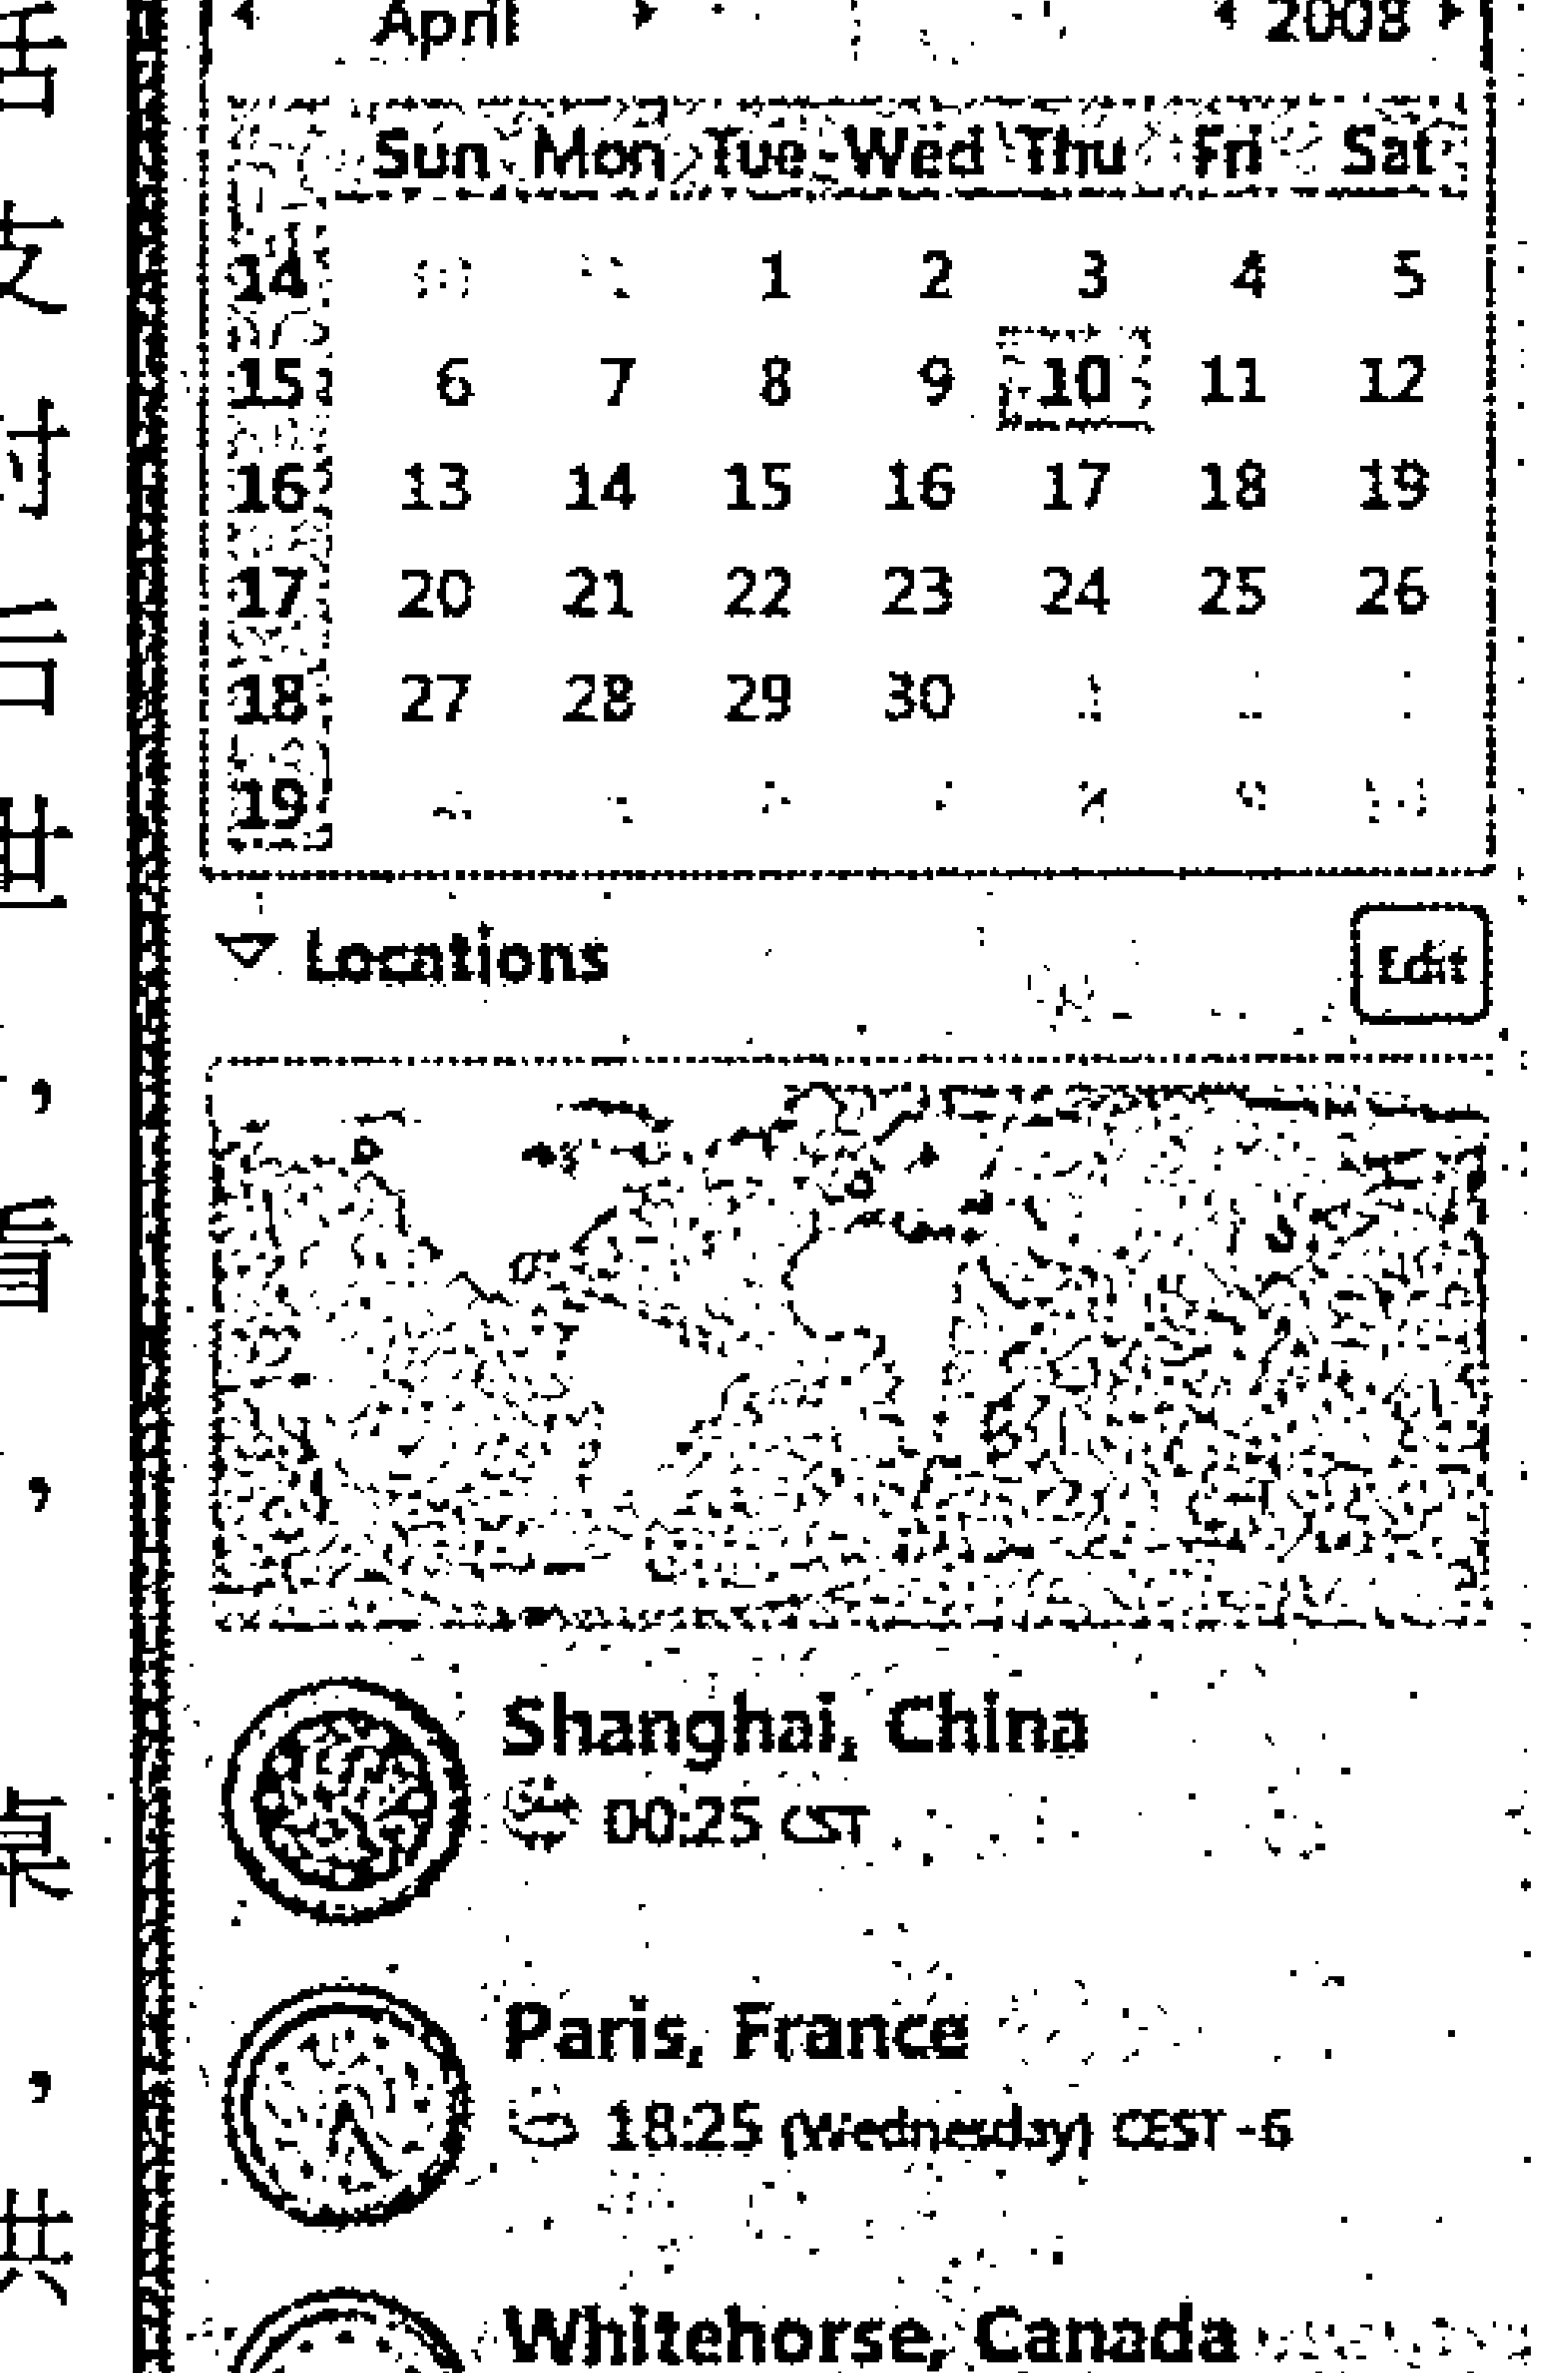 April 2008
Sun Mon Tue Wed Thu Fri Sat
14 1 2 3 4 5
15 6 7 8 9 10 11 12
16 13 14 15 16 17 18 19
17 20 21 22 23 24 25 26
18 27 28 29 30
19
Locations Edit
Shanghai, China
00:25 CST
Paris, France
18:25 (Wednesday) CEST -6
Whitehorse, Canada